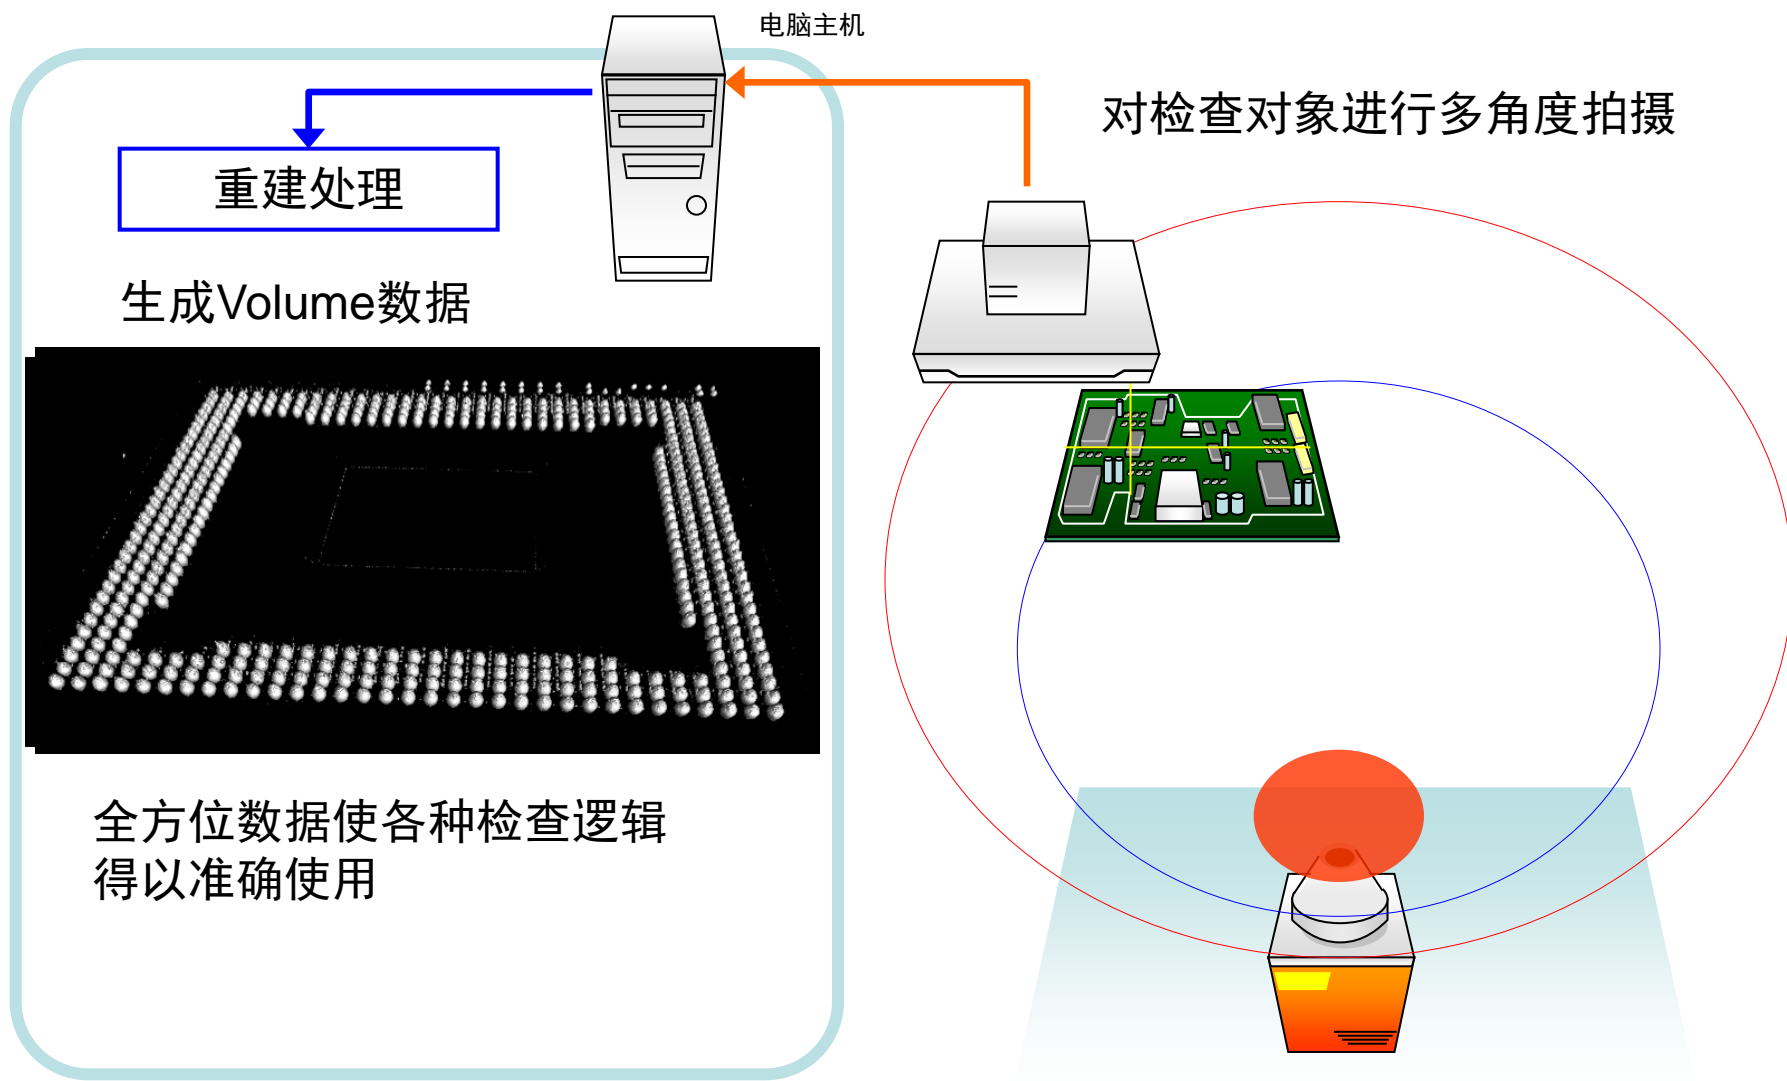 电脑主机
对检查对象进行多角度拍摄
重建处理
生成Volume数据
全方位数据使各种检查逻辑
得以准确使用